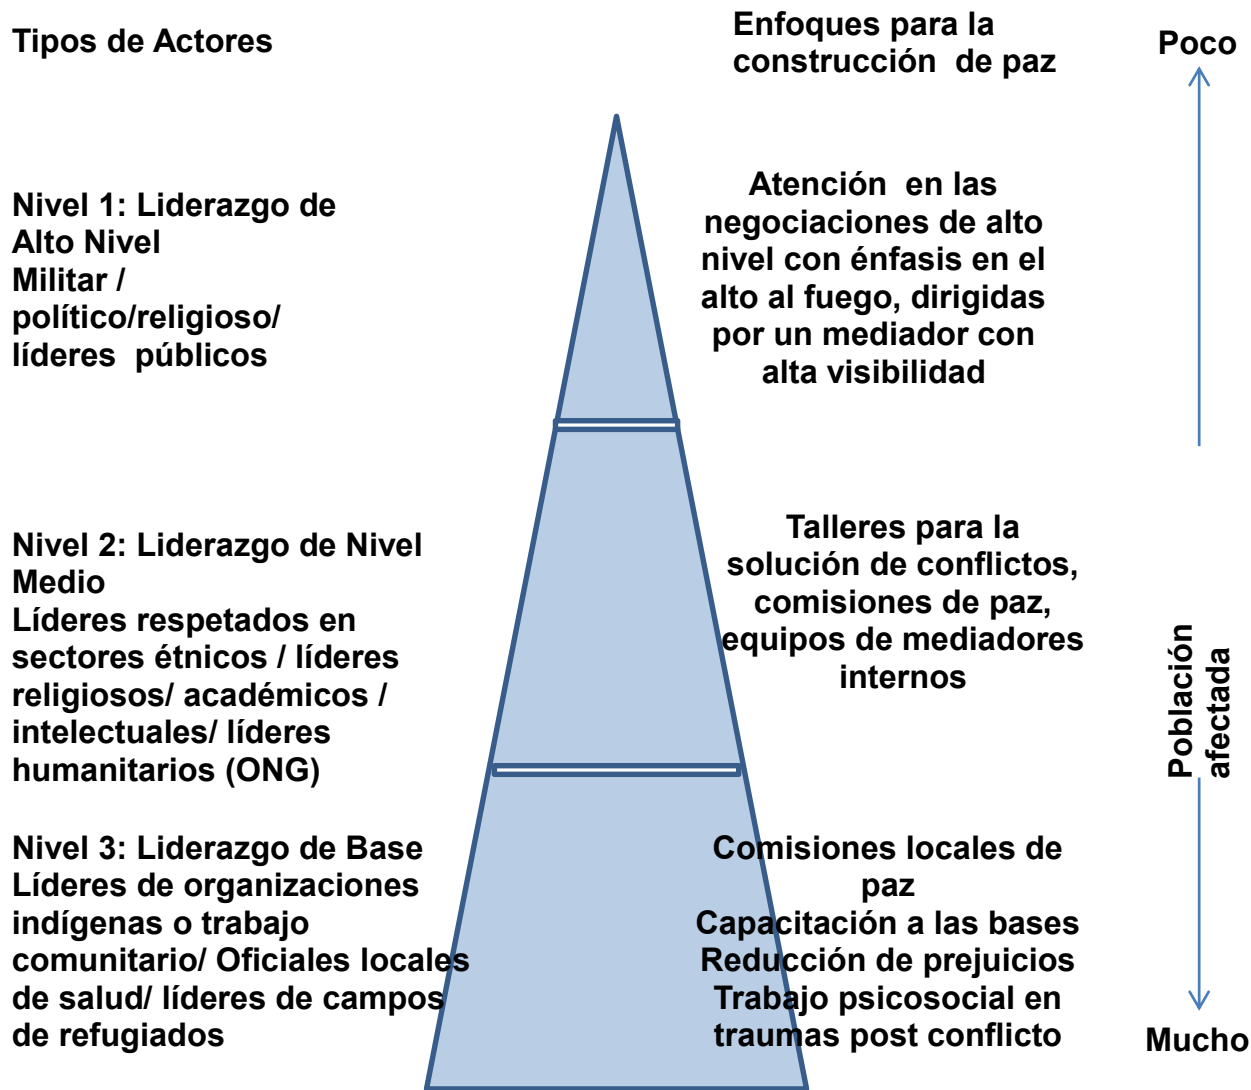 Tipos de Actores
Enfoques para la
construcción de paz
Poco
Nivel 1: Liderazgo de
Alto Nivel
Militar /
político/religioso/
líderes públicos
Atención en las
negociaciones de alto
nivel con énfasis en el
alto al fuego, dirigidas
por un mediador con
alta visibilidad
Nivel 2: Liderazgo de Nivel
Medio
Líderes respetados en
sectores étnicos / líderes
religiosos/ académicos /
intelectuales/ líderes
humanitarios (ONG)
Talleres para la
solución de conflictos,
comisiones de paz,
equipos de mediadores
internos
Población
afectada
Nivel 3: Liderazgo de Base
Líderes de organizaciones
indígenas o trabajo
comunitario/ Oficiales locales
de salud/ líderes de campos
de refugiados
Comisiones locales de
paz
Capacitación a las bases
Reducción de prejuicios
Trabajo psicosocial en
traumas post conflicto
Mucho